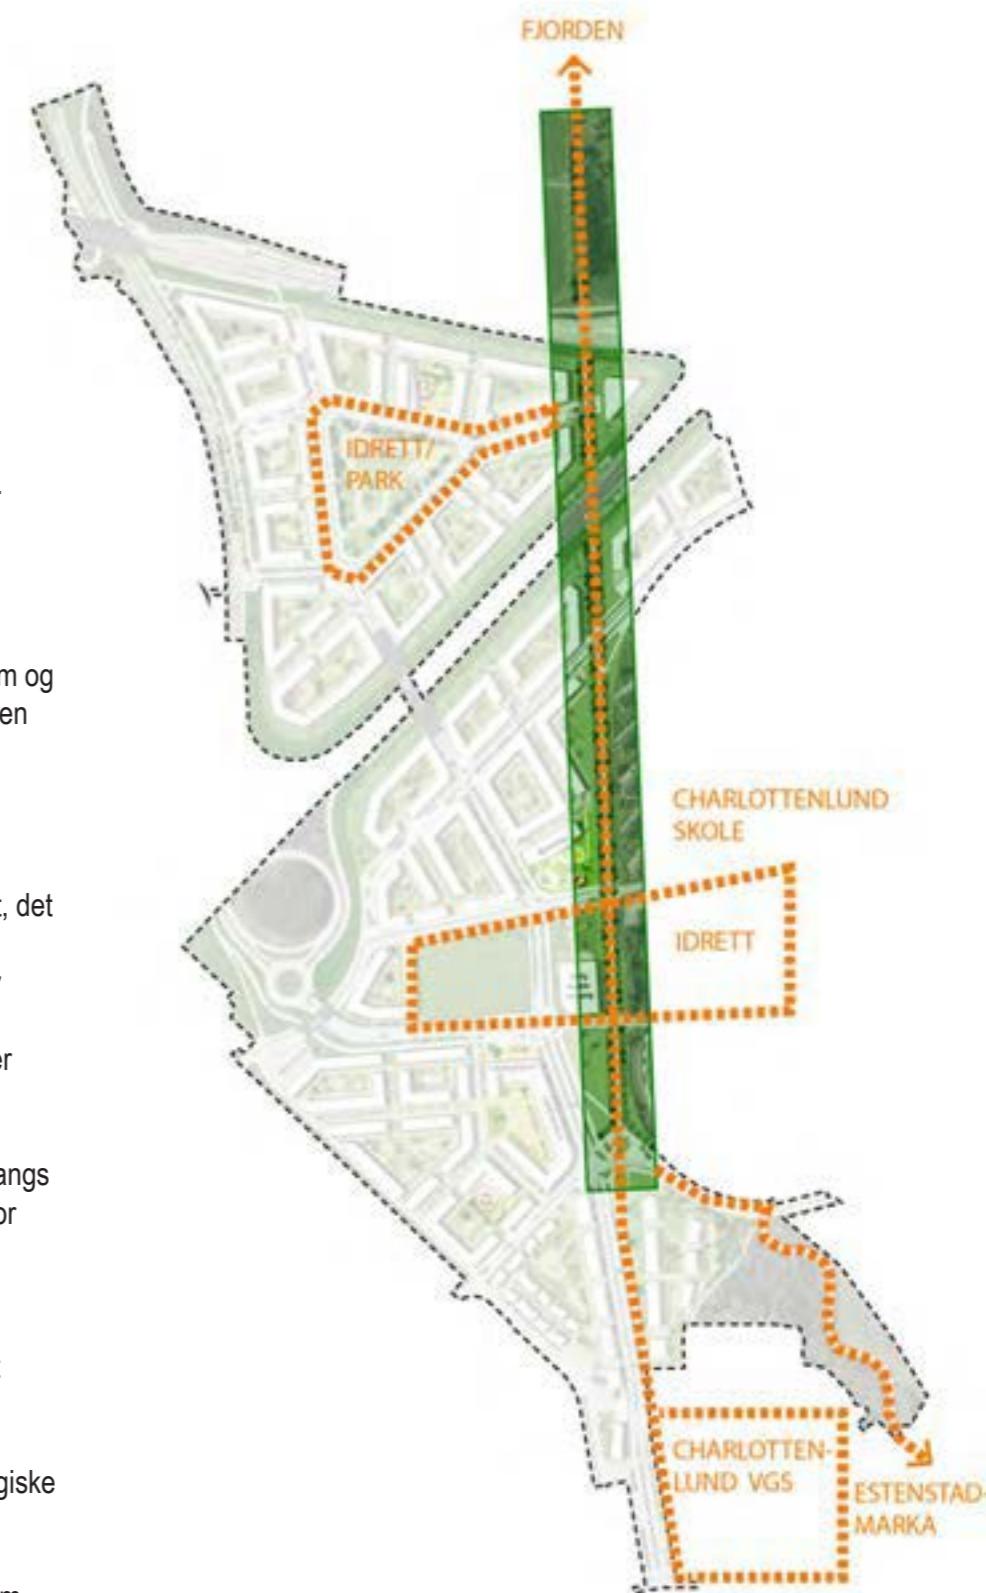 FJORDEN
IDRETT/
PARK
m og
en
CHARLOTTENLUND
SKOLE
, det
IDRETT
er
angs
or
giske
CHARLOTTEN-
LUND VGS
ESTENSTAD-
MARKA